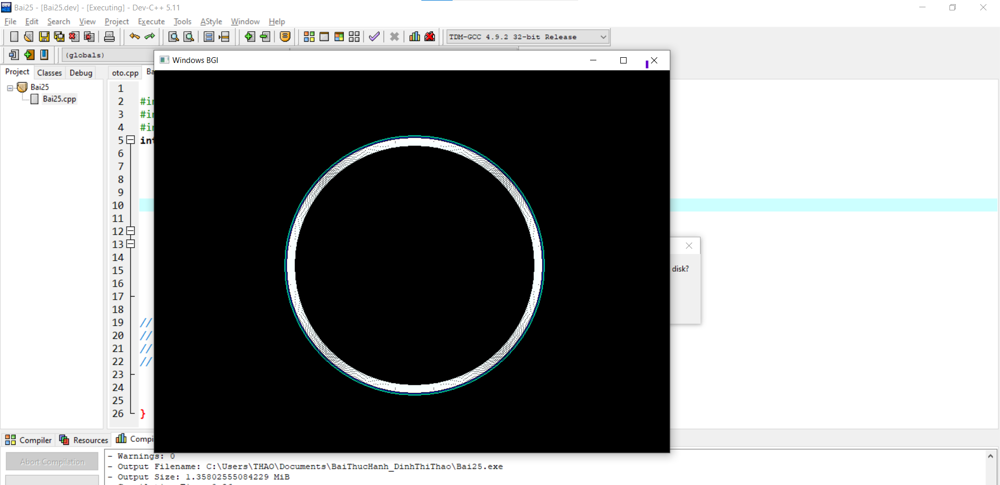 Bai25 - [Bai25.dev] - [Executing] - Dev-C++ 5.11
File Edit Search View Project Execute Tools AStyle Window Help
TDM-GCC 4.9.2 32-bit Release
(globals)
Windows BGI
Project Classes Debug
oto.cpp
Bai25
Bai25.cpp
1
2
3
4
5
6
7
8
9
10
11
12
13
14
15
16
17
18
19 //
20 //
21 //
22 //
23
24
25
26 }
disk?
Compiler Resources
Abort Compilation
- Warnings: 0
- Output Filename: C:\Users\THAO\Documents\BaiThucHanh_DinhThiThao\Bai25.exe
- Output Size: 1.35802555084229 MiB